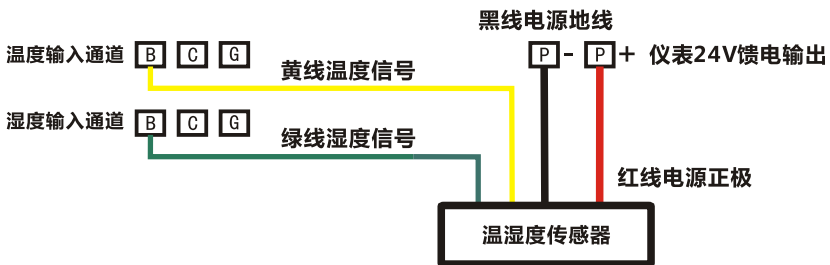 黑线电源地线
温度输入通道 B C G
P - P + 仪表24V馈电输出
黄线温度信号
湿度输入通道 B C G
绿线湿度信号
红线电源正极
温湿度传感器